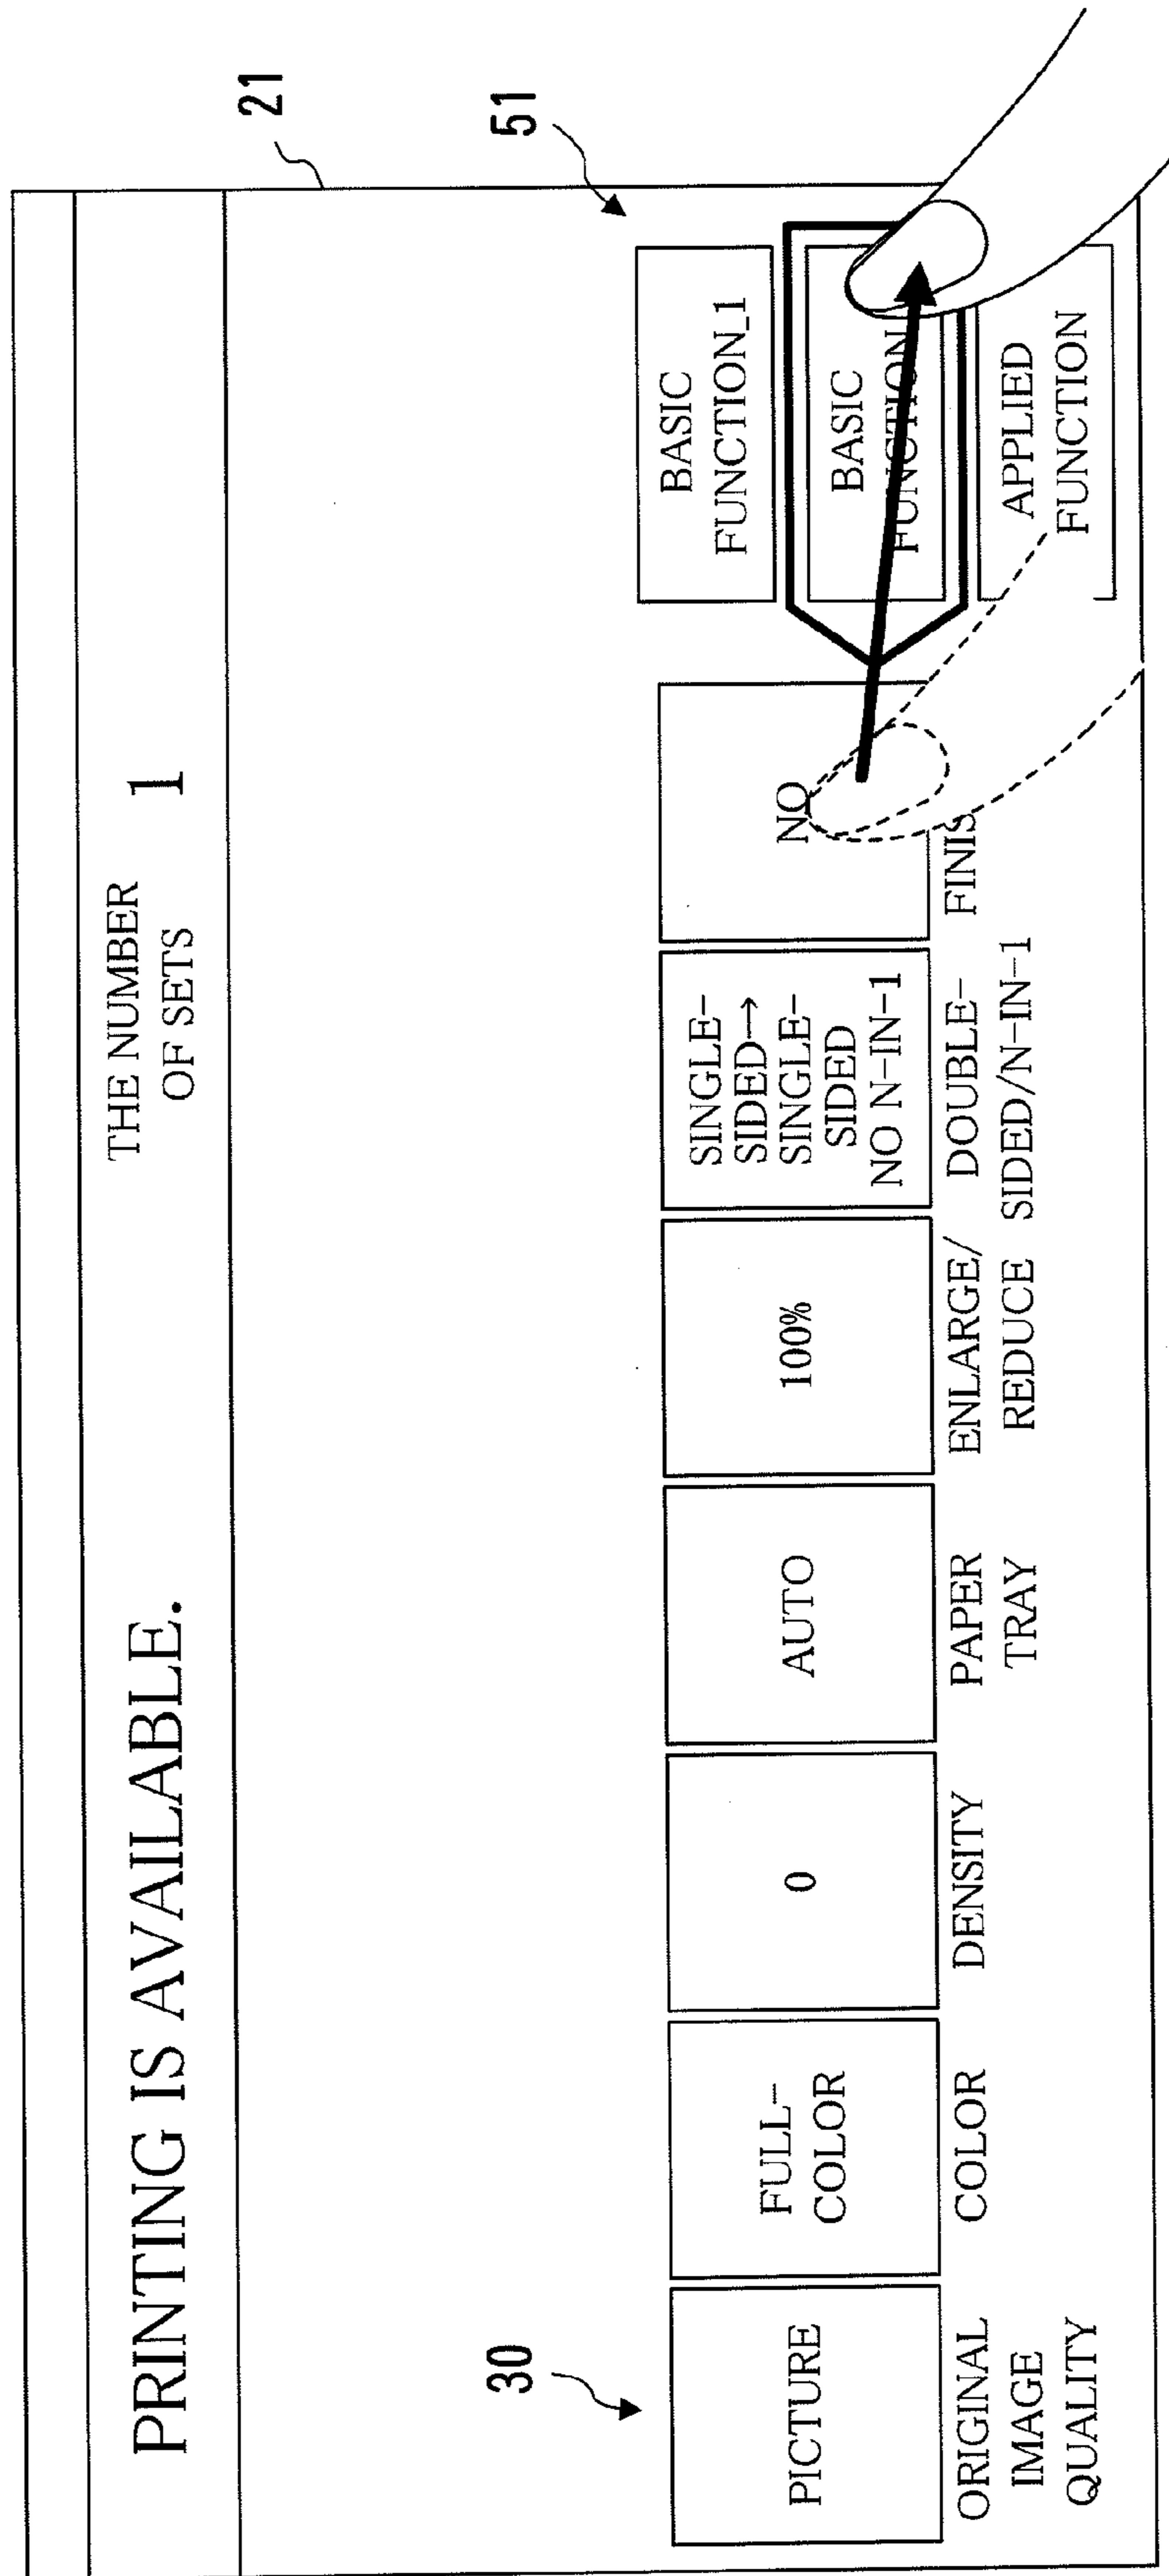 PRINTING IS AVAILABLE.
THE NUMBER
OF SETS
1
21
30
51
PICTURE
FULL-
COLOR
0
AUTO
100%
SINGLE-
SIDED→
SINGLE-
SIDED
NO N-IN-1
NO
ORIGINAL
IMAGE
QUALITY
COLOR
DENSITY
PAPER
TRAY
ENLARGE/
REDUCE
DOUBLE-
SIDED/N-IN-1
FINIS
BASIC
FUNCTION_1
BASIC
FUNCTION
APPLIED
FUNCTION